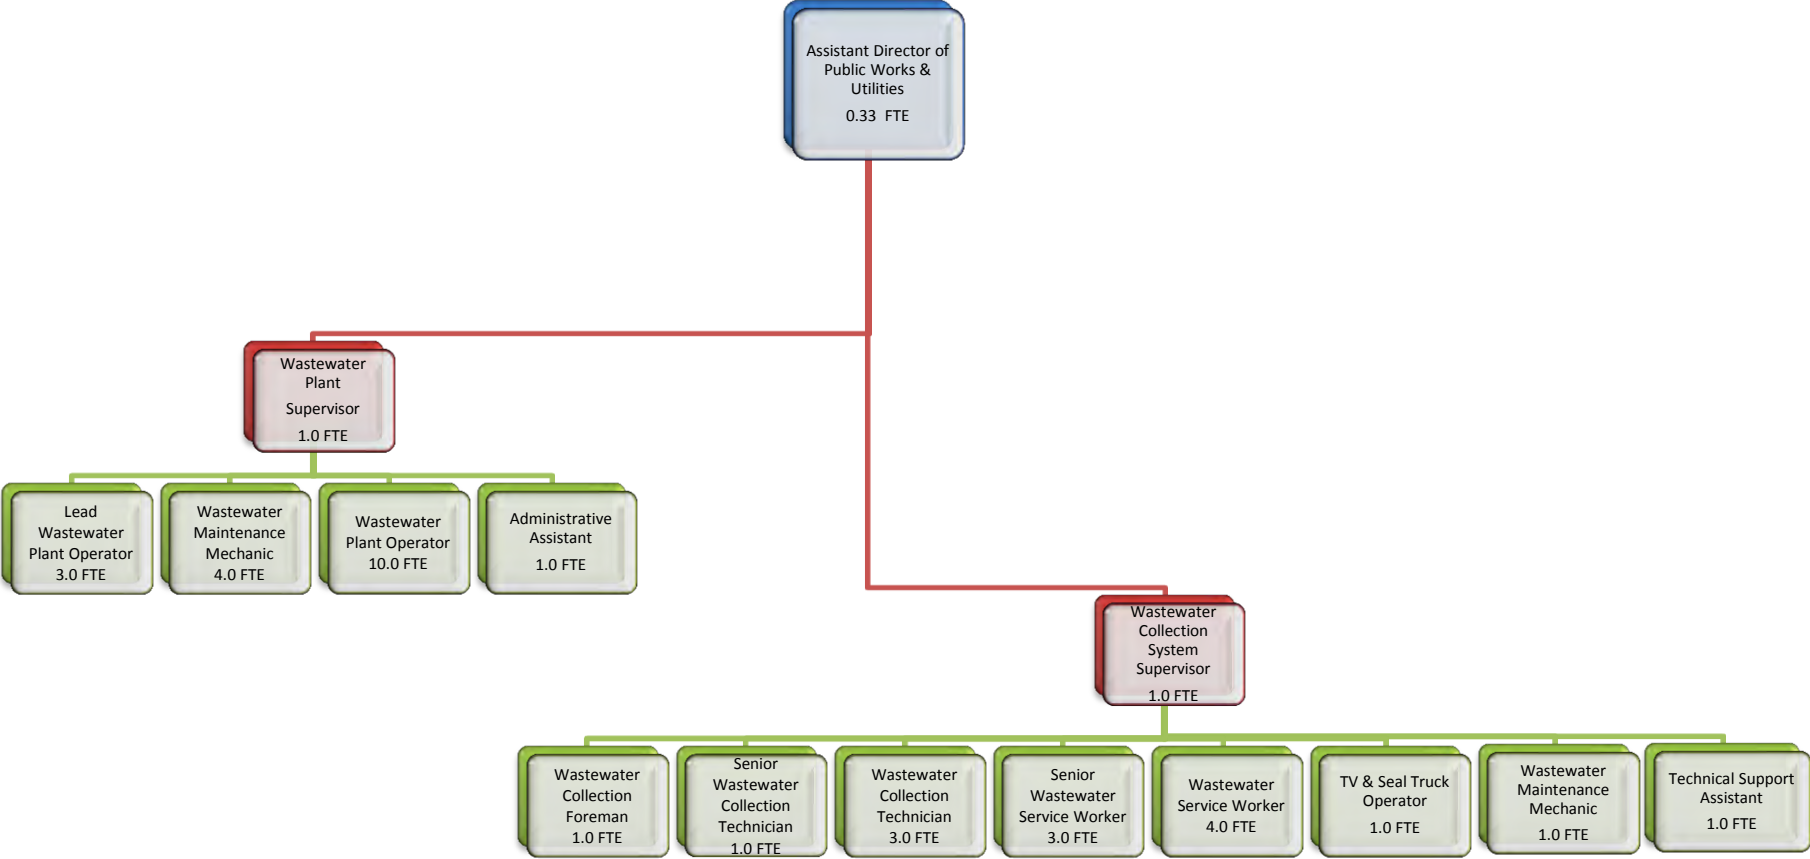 Assistant Director of
Public Works &
Utilities
0.33 FTE
Wastewater
Plant
Supervisor
1.0 FTE
Lead
Wastewater
Plant Operator
3.0 FTE
Wastewater
Maintenance
Mechanic
4.0 FTE
Wastewater
Plant Operator
10.0 FTE
Administrative
Assistant
1.0 FTE
Wastewater
Collection
System
Supervisor
1.0 FTE
Wastewater
Collection
Foreman
1.0 FTE
Senior
Wastewater
Collection
Technician
1.0 FTE
Wastewater
Collection
Technician
3.0 FTE
Senior
Wastewater
Service Worker
3.0 FTE
Wastewater
Service Worker
4.0 FTE
TV & Seal Truck
Operator
1.0 FTE
Wastewater
Maintenance
Mechanic
1.0 FTE
Technical Support
Assistant
1.0 FTE